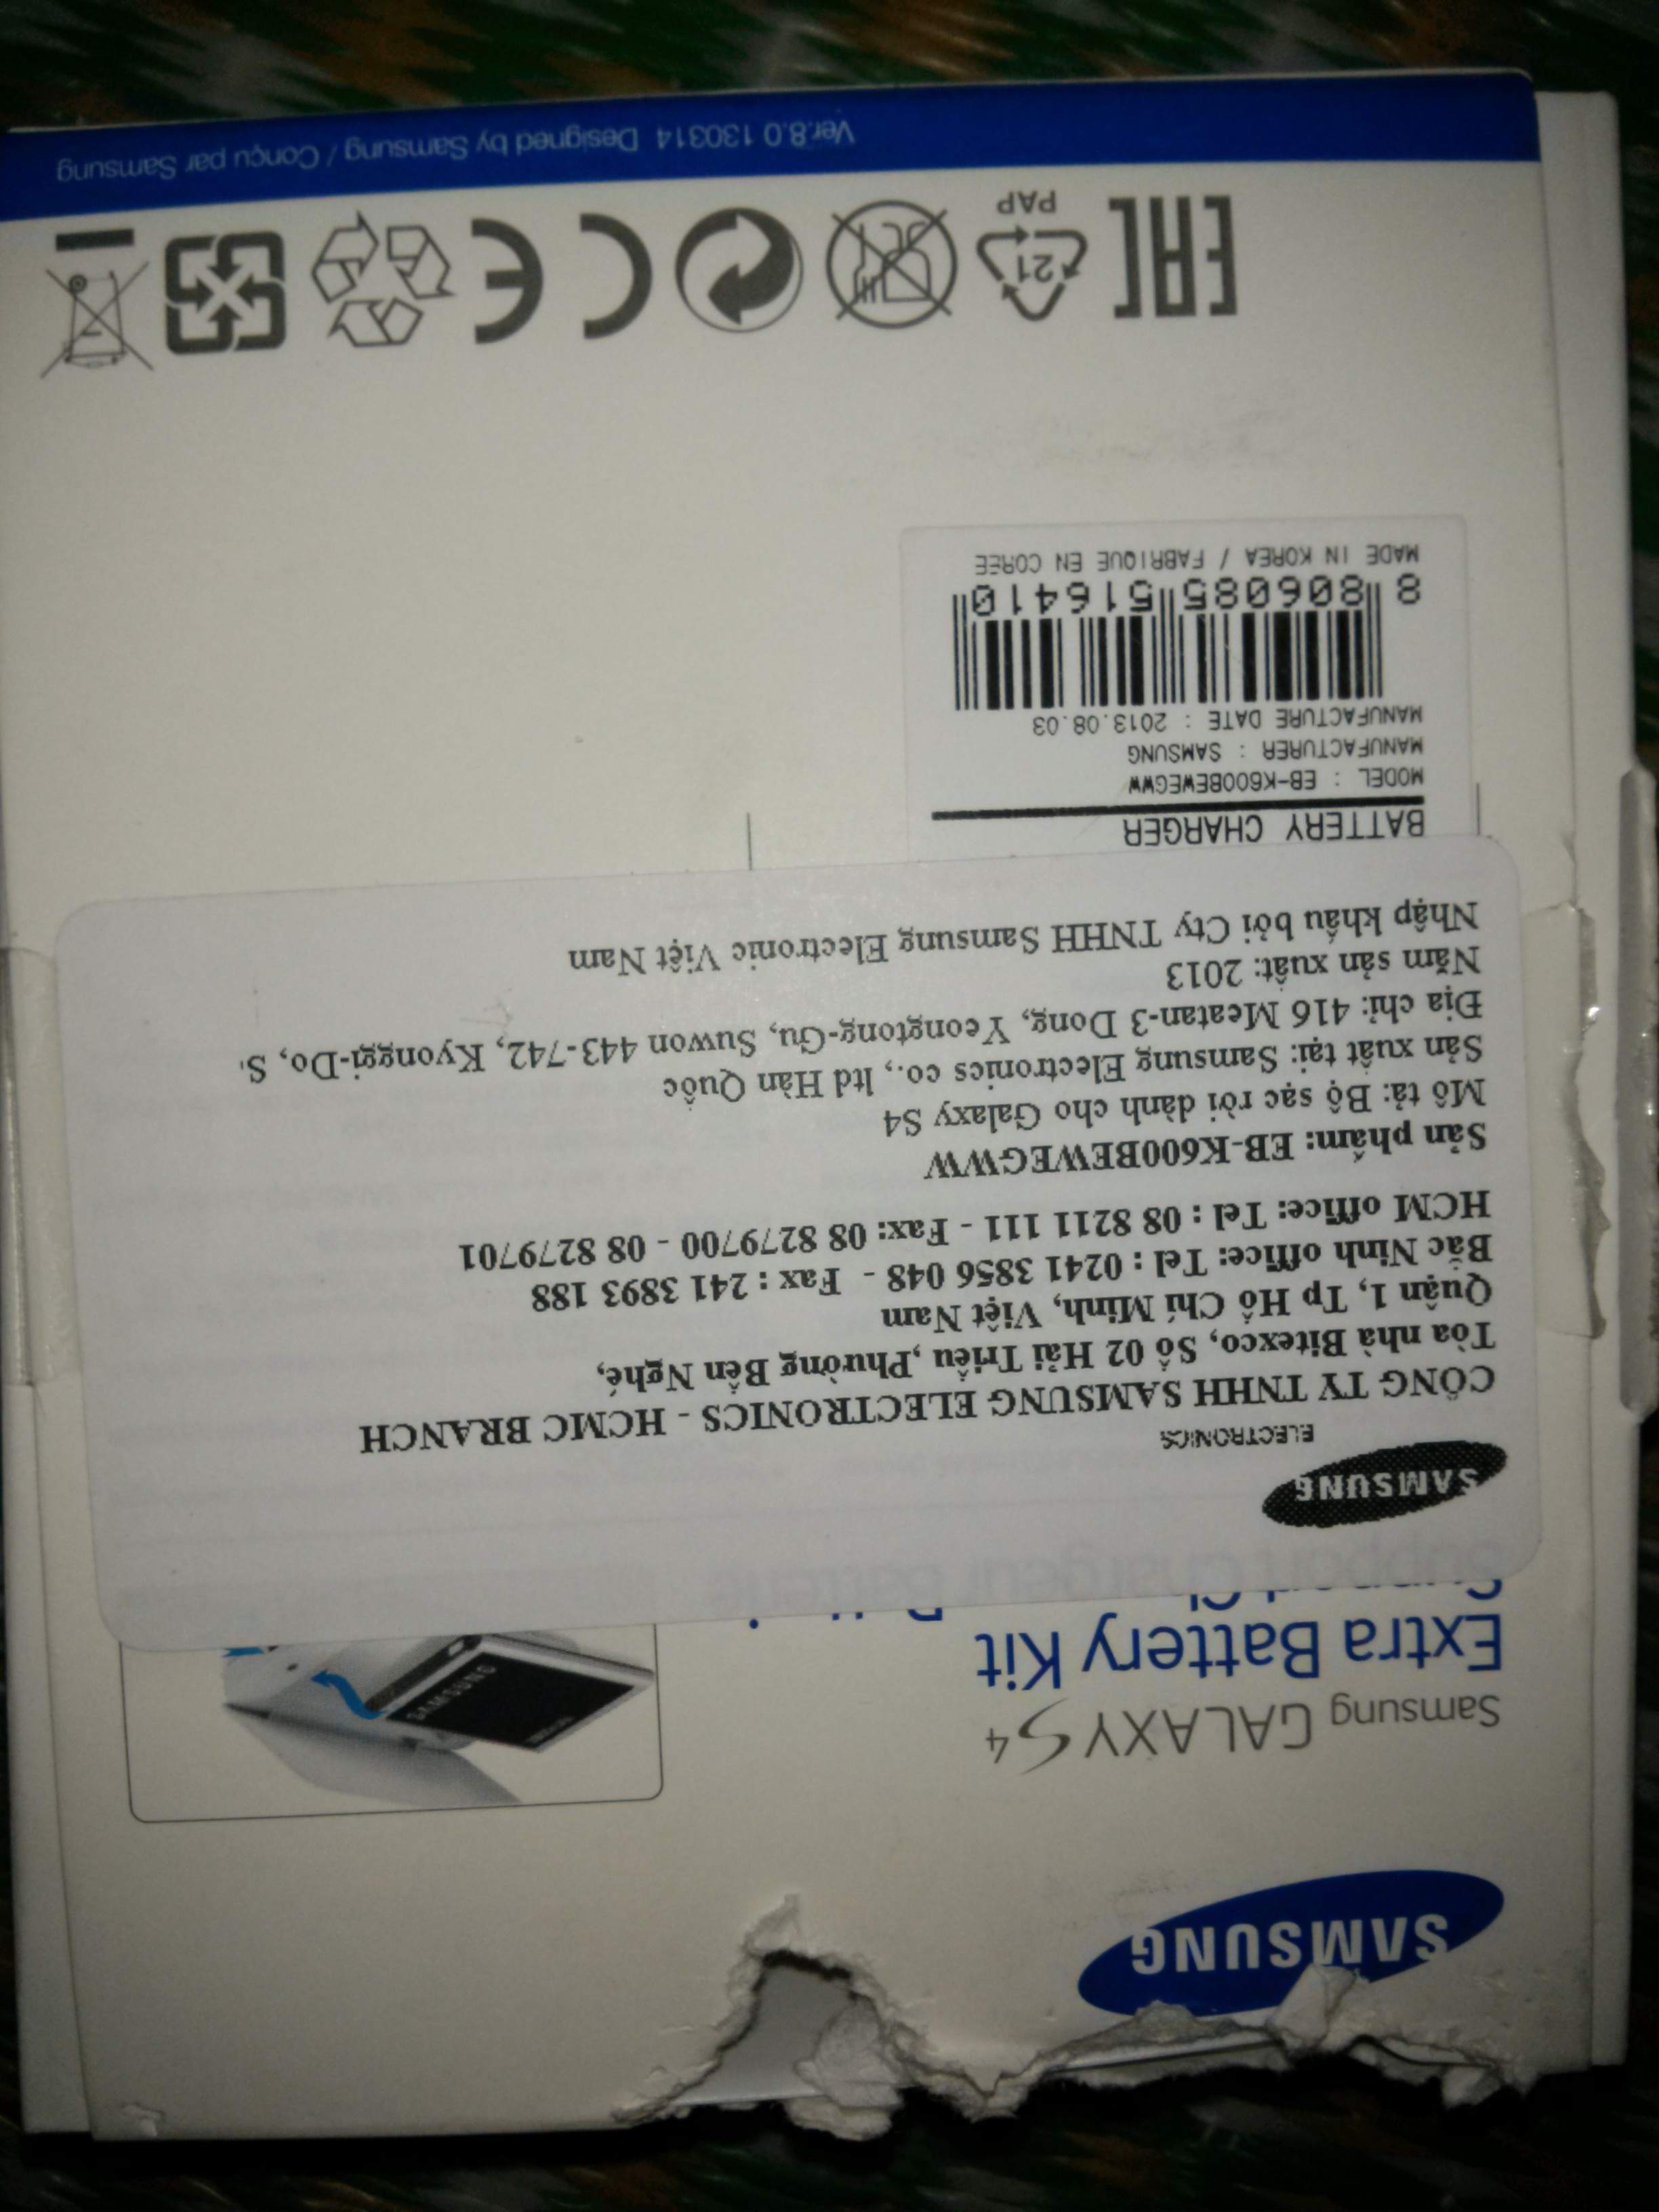 SAMSUNG
Samsung GALAXY S4
Extra Battery Kit
SAMSUNG
SAMSUNG
ELECTRONICS
CÔNG TY TNHH SAMSUNG ELECTRONICS - HCMC BRANCH
Tòa nhà Bitexco, Số 02 Hải Triều ,Phường Bến Nghé,
Quận 1, Tp Hồ Chí Minh, Việt Nam
Bắc Ninh office: Tel : 0241 3856 048 - Fax : 241 3893 188
HCM office: Tel : 08 8211 111 - Fax: 08 8279700 - 08 8279701
Sản phẩm: EB-K600BEWEGWW
Mô tả: Bộ sạc rời dành cho Galaxy S4
Sản xuất tại: Samsung Electronics co., ltd Hàn Quốc
Địa chỉ: 416 Meatan-3 Dong, Yeongtong-Gu, Suwon 443-742, Kyonggi-Do, S.
Năm sản xuất: 2013
Nhập khẩu bởi Cty TNHH Samsung Electronic Việt Nam
BATTERY CHARGER
MODEL : EB-K600BEWEGWW
MANUFACTURER : SAMSUNG
MANUFACTURE DATE : 2013.08.03
8 806085 516410
MADE IN KOREA / FABRIQUE EN COREE
EAC 21 CE
PAP
Ver.8.0 130314 Designed by Samsung / Conçu par Samsung